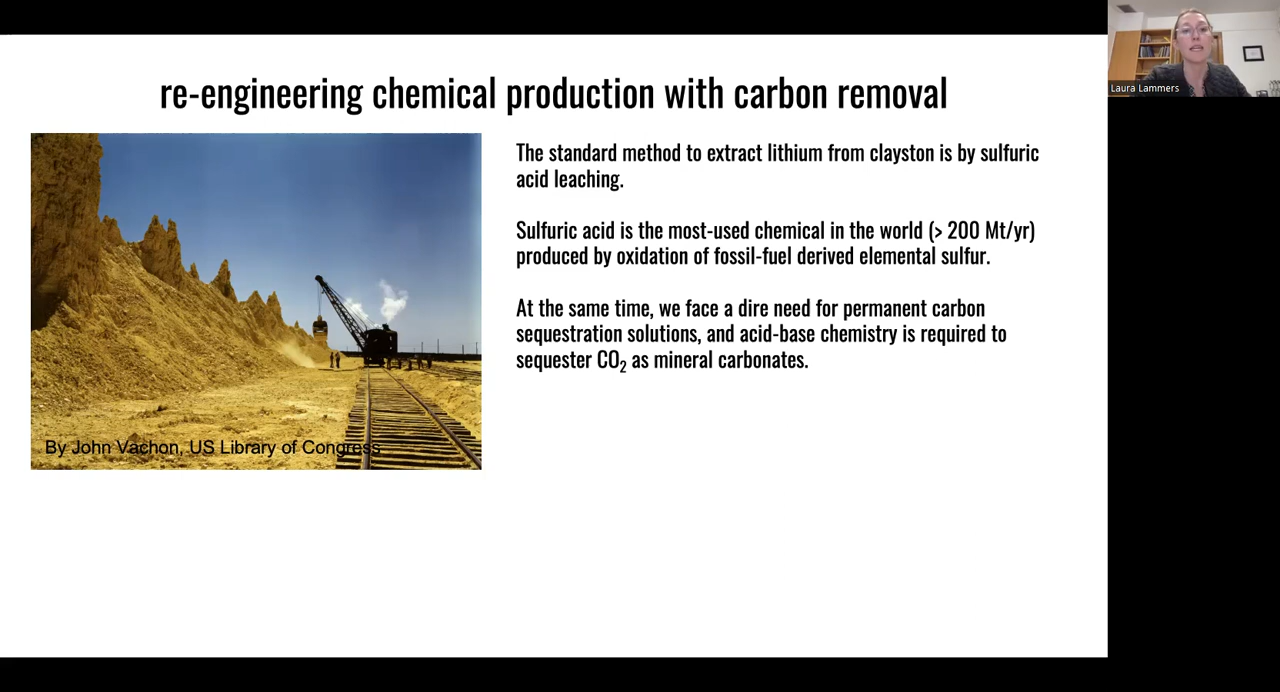 re-engineering chemical production with carbon removal
The standard method to extract lithium from clayston is by sulfuric
acid leaching.
Sulfuric acid is the most-used chemical in the world (> 200 Mt/yr)
produced by oxidation of fossil-fuel derived elemental sulfur.
At the same time, we face a dire need for permanent carbon
sequestration solutions, and acid-base chemistry is required to
sequester CO₂ as mineral carbonates.
By John Vachon, US Library of Congress
Laura Lammers